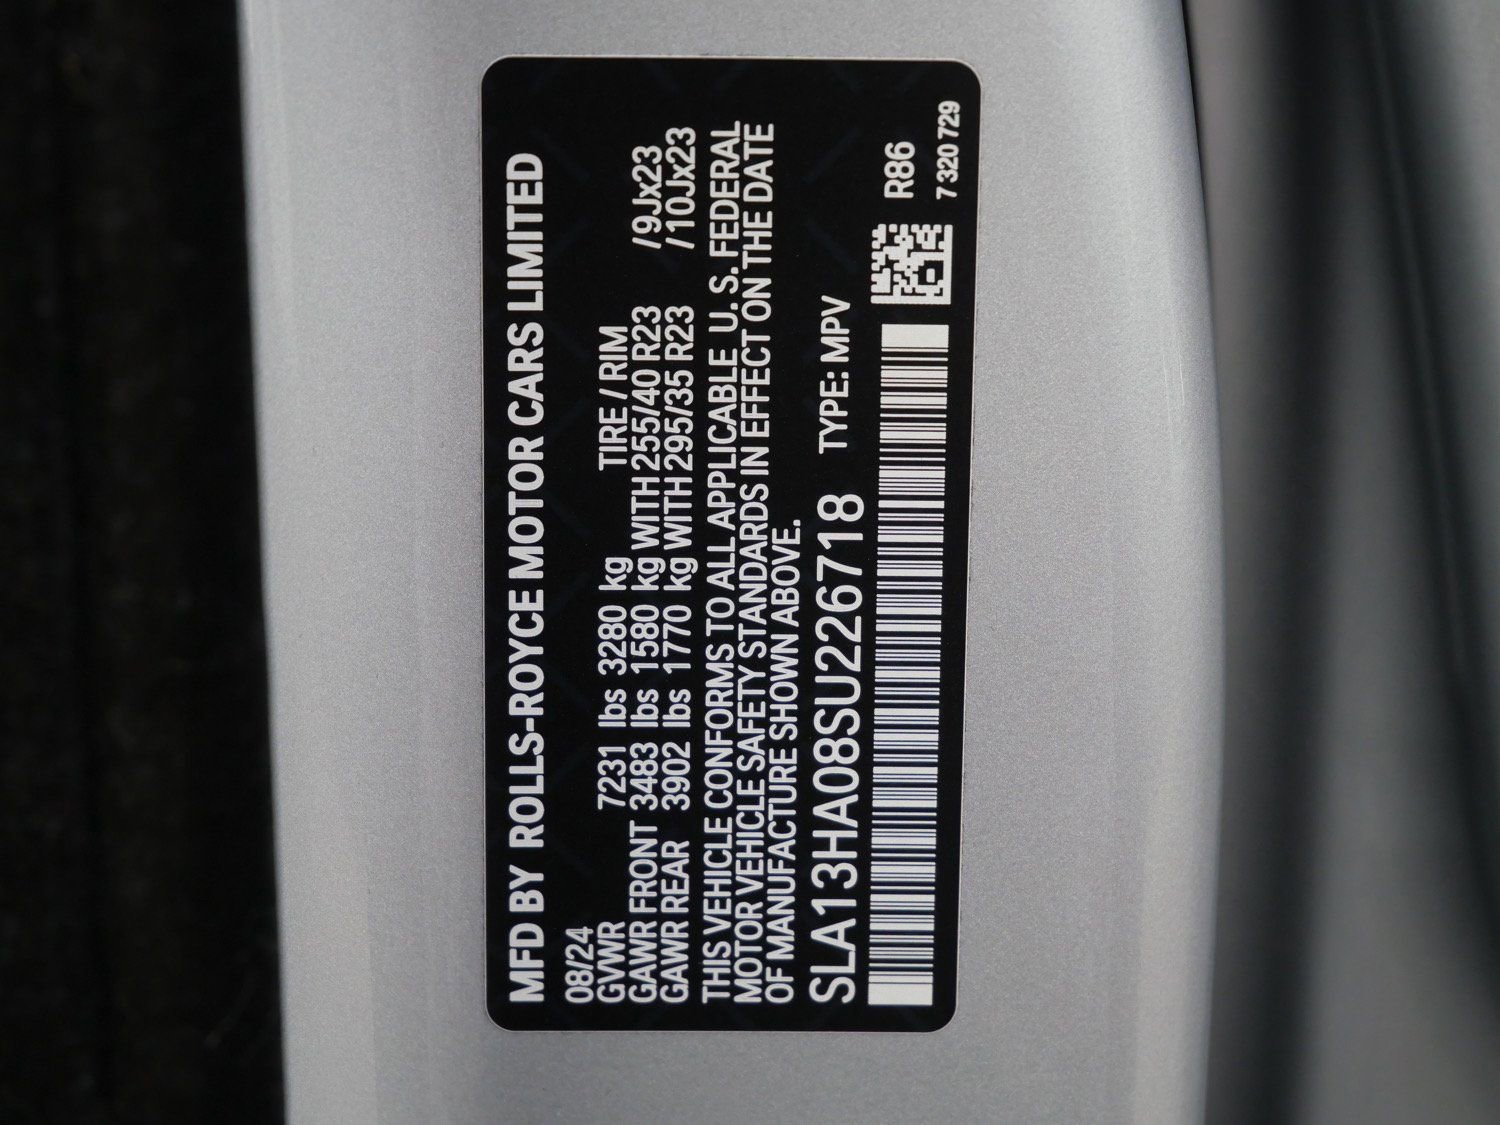 MFD BY ROLLS-ROYCE MOTOR CARS LIMITED
08/24
GVWR 7231 lbs 3280 kg TIRE / RIM
GAWR FRONT 3483 lbs 1580 kg WITH 255/40 R23 /9Jx23
GAWR REAR 3902 lbs 1770 kg WITH 295/35 R23 /10Jx23
THIS VEHICLE CONFORMS TO ALL APPLICABLE U. S. FEDERAL
MOTOR VEHICLE SAFETY STANDARDS IN EFFECT ON THE DATE
OF MANUFACTURE SHOWN ABOVE.
SLA13HA08SU226718 TYPE: MPV
R86
7 320 729